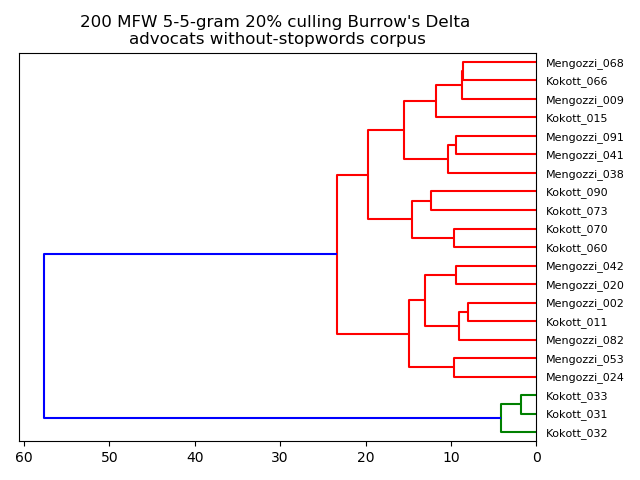 200 MFW 5-5-gram 20% culling Burrow's Delta
advocats without-stopwords corpus
Mengozzi_068
Kokott_066
Mengozzi_009
Kokott_015
Mengozzi_091
Mengozzi_041
Mengozzi_038
Kokott_090
Kokott_073
Kokott_070
Kokott_060
Mengozzi_042
Mengozzi_020
Mengozzi_002
Kokott_011
Mengozzi_082
Mengozzi_053
Mengozzi_024
Kokott_033
Kokott_031
Kokott_032
60 50 40 30 20 10 0